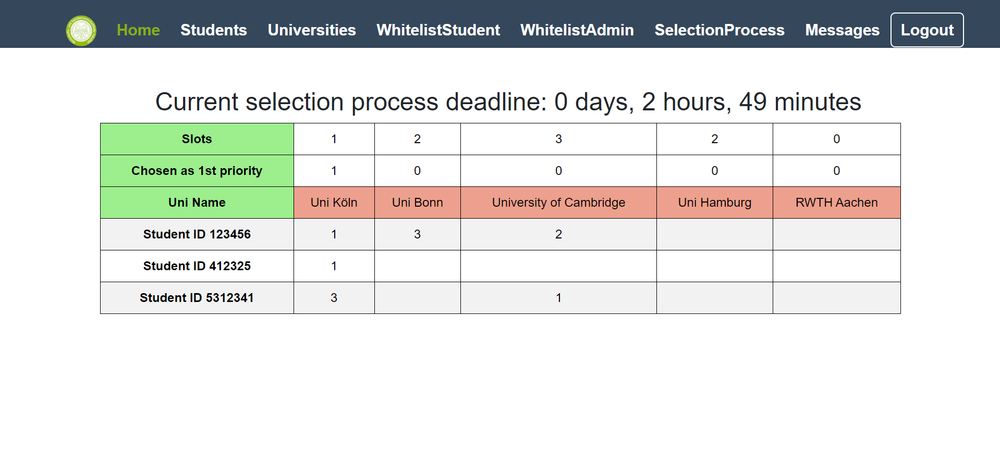 Home Students Universities WhitelistStudent WhitelistAdmin SelectionProcess Messages Logout
Current selection process deadline: 0 days, 2 hours, 49 minutes
Slots 1 2 3 2 0
Chosen as 1st priority 1 0 0 0 0
Uni Name Uni Köln Uni Bonn University of Cambridge Uni Hamburg RWTH Aachen
Student ID 123456 1 3 2
Student ID 412325 1
Student ID 5312341 3 1